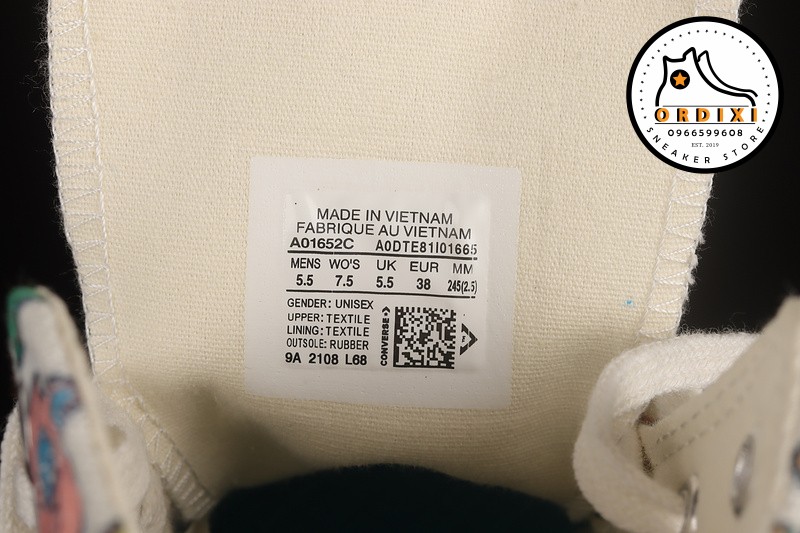 ORDIXI
0966599608
EST. 2019
SNEAKER STORE
MADE IN VIETNAM
FABRIQUE AU VIETNAM
A01652C A0DTE81I01665
MENS WO'S UK EUR MM
5.5 7.5 5.5 38 245(2.5)
GENDER: UNISEX
UPPER: TEXTILE
LINING: TEXTILE
OUTSOLE: RUBBER
9A 2108 L68
CONVERSE